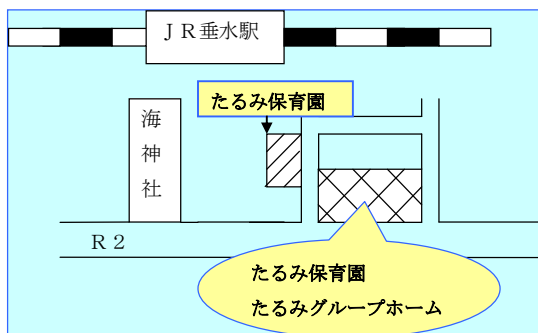 ＪＲ垂水駅
たるみ保育園
海
神
社
Ｒ２
たるみ保育園
たるみグループホーム